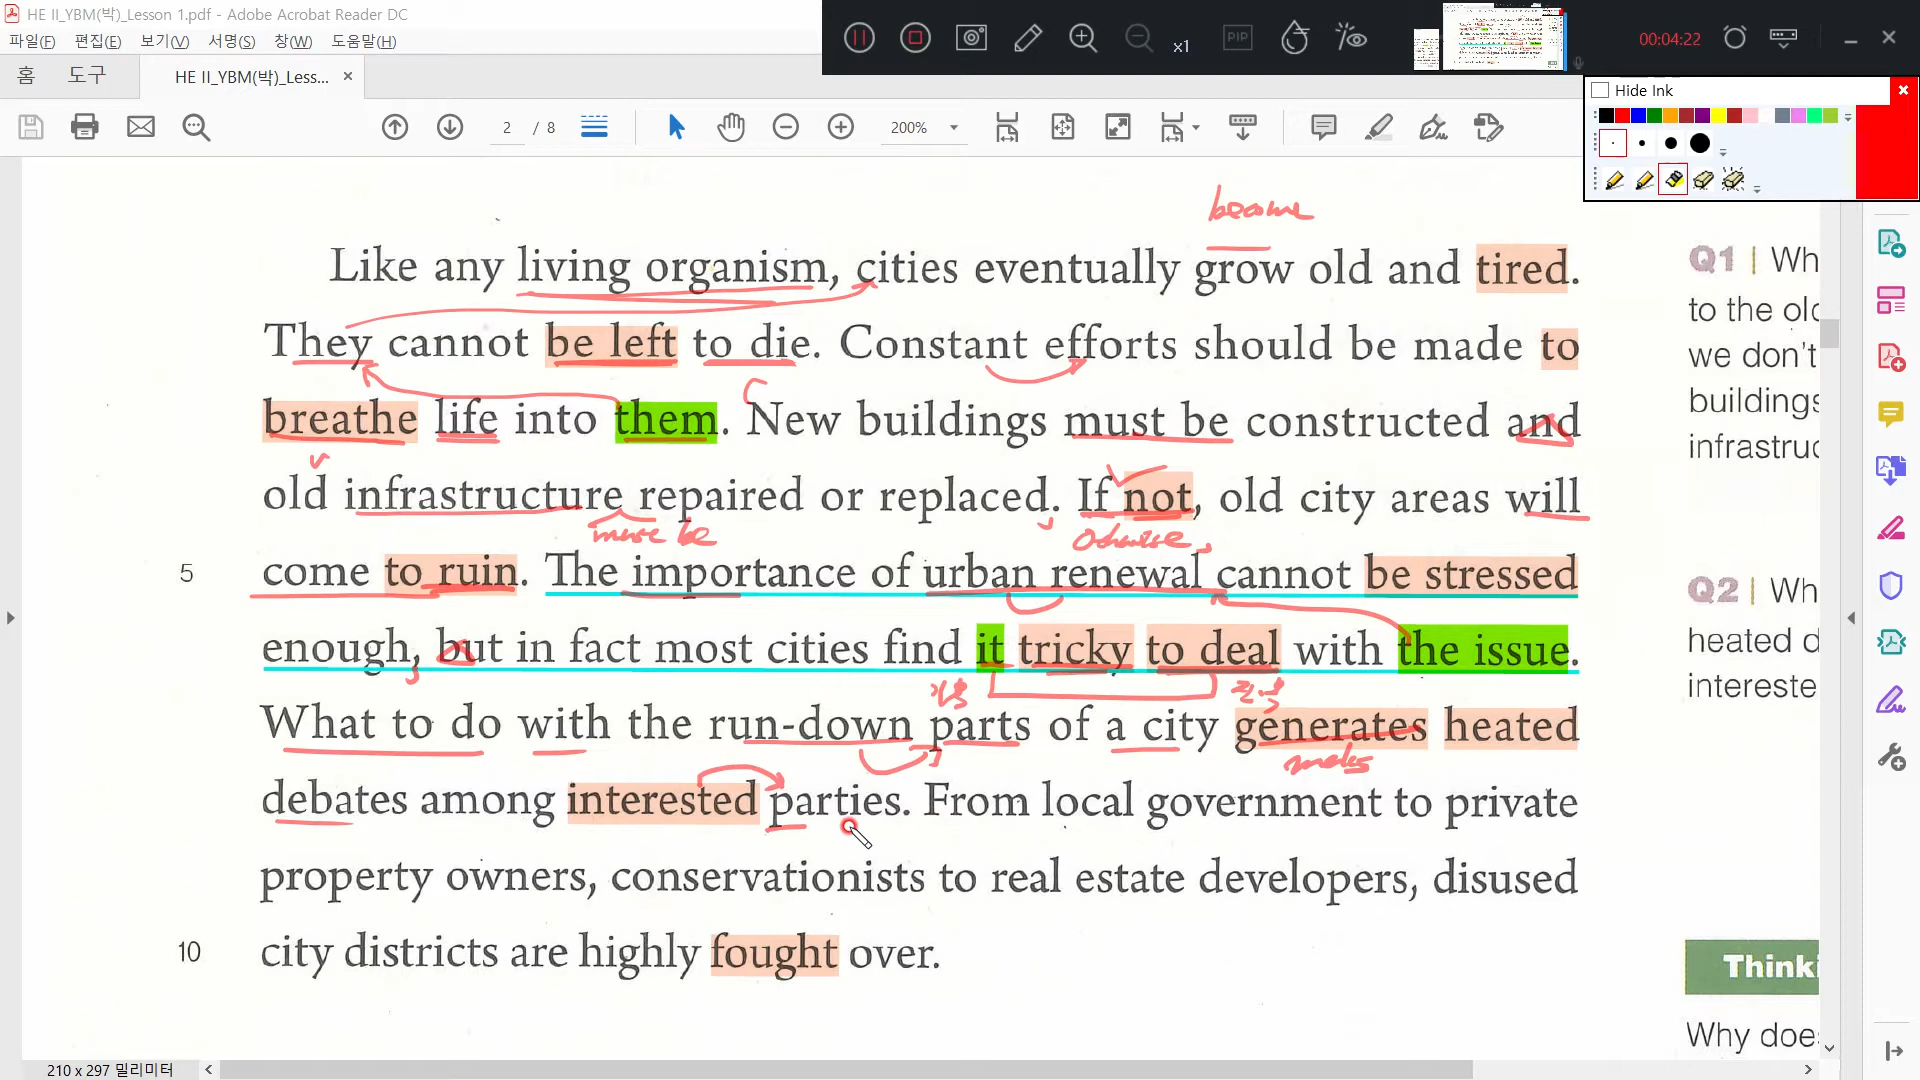 HE II_YBM(박)_Lesson 1.pdf - Adobe Acrobat Reader DC
파일(F) 편집(E) 보기(V) 서명(S) 창(W) 도움말(H)
x1
PIP
00:04:22
홈 도구 HE II_YBM(박)_Less... ×
Hide Ink
2 / 8
200%
become
Like any living organism, cities eventually grow old and tired.
They cannot be left to die. Constant efforts should be made to
breathe life into them. New buildings must be constructed and
old infrastructure repaired or replaced. If not, old city areas will
must be
come to ruin. The importance of urban renewal cannot be stressed
5
enough, but in fact most cities find it tricky to deal with the issue.
What to do with the run-down parts of a city generates heated
debates among interested parties. From local government to private
property owners, conservationists to real estate developers, disused
10
city districts are highly fought over.
Q1 | Wh
to the old
we don't
buildings
infrastruc
Q2 | Wh
heated d
intereste
Thinki
Why does
210 x 297 밀리미터